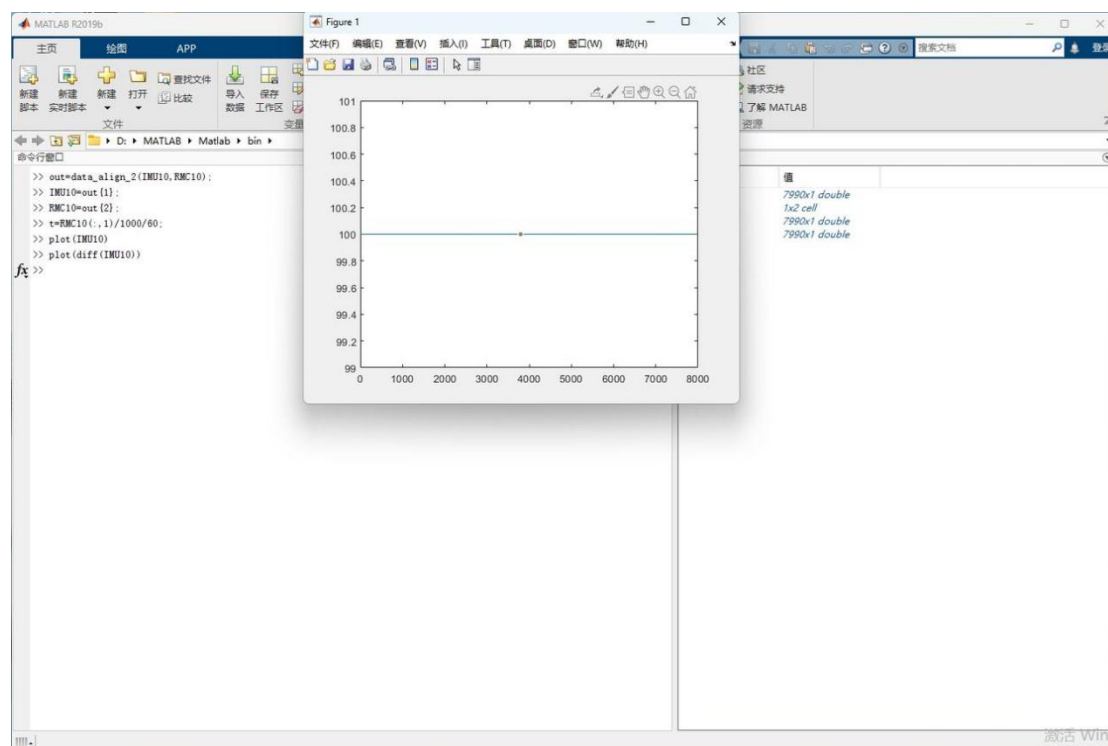 MATLAB R2019b
主页 绘图 APP
搜索文档
登录
新建
脚本
新建
实时脚本
新建
打开
查找文件
比较
导入
数据
保存
工作区
文件
变量
社区
请求支持
了解 MATLAB
资源
D: MATLAB Matlab bin
命令行窗口
>> out=data_align_2(IMU10,RMC10);
>> IMU10=out{1};
>> RMC10=out{2};
>> t=RMC10(:,1)/1000/60;
>> plot(IMU10)
>> plot(diff(IMU10))
fx >>
Figure 1
文件(F) 编辑(E) 查看(V) 插入(I) 工具(T) 桌面(D) 窗口(W) 帮助(H)
101
100.8
100.6
100.4
100.2
100
99.8
99.6
99.4
99.2
99
0 1000 2000 3000 4000 5000 6000 7000 8000
值
7990x1 double
1x2 cell
7990x1 double
7990x1 double
激活 Win